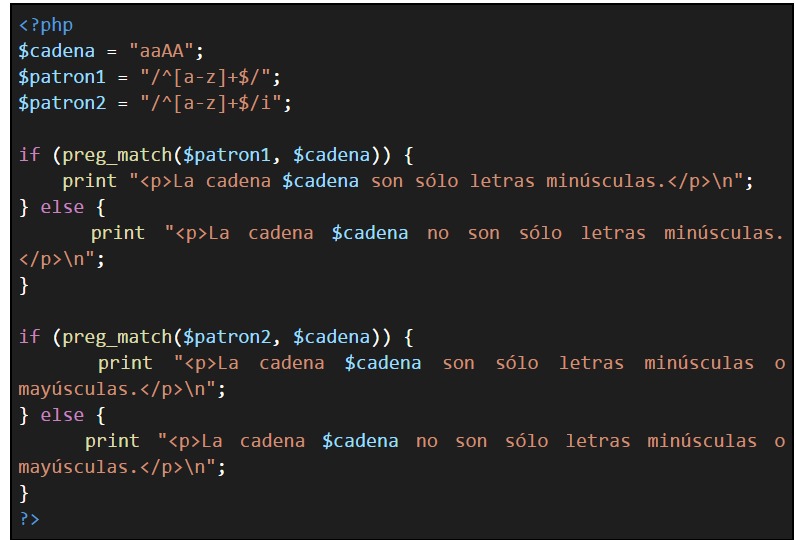 <?php
$cadena = "aaAA";
$patron1 = "/^[a-z]+$/";
$patron2 = "/^[a-z]+$/i";
if (preg_match($patron1, $cadena)) {
print "<p>La cadena $cadena son sólo letras minúsculas.</p>\n";
} else {
print "<p>La cadena $cadena no son sólo letras minúsculas.
</p>\n";
}
if (preg_match($patron2, $cadena)) {
print "<p>La cadena $cadena son sólo letras minúsculas o
mayúsculas.</p>\n";
} else {
print "<p>La cadena $cadena no son sólo letras minúsculas o
mayúsculas.</p>\n";
}
?>